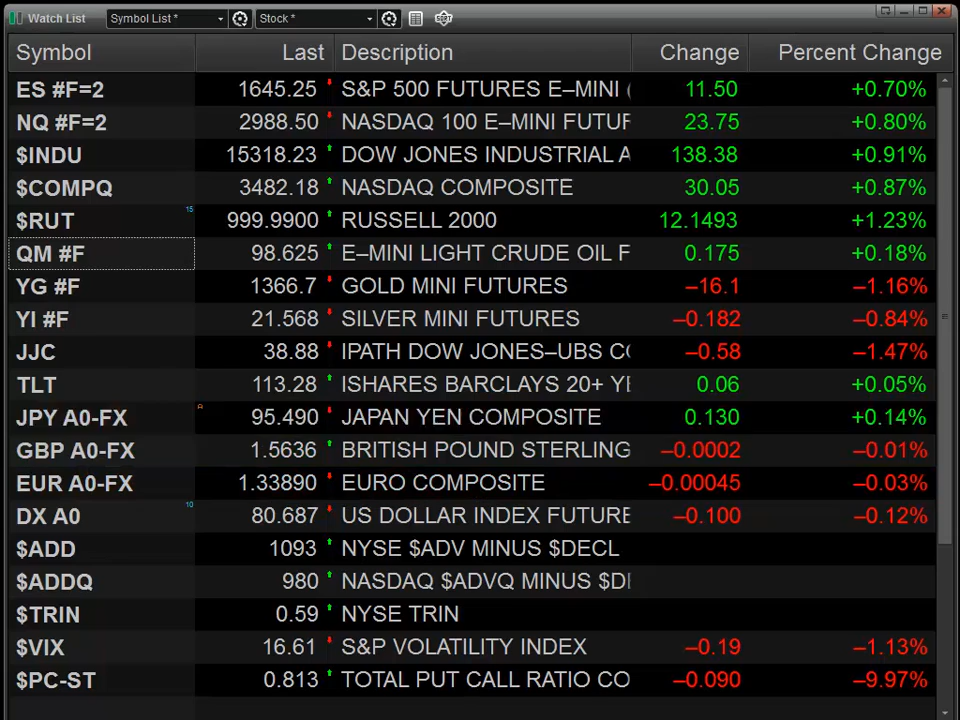 Watch List Symbol List * Stock *
Symbol Last Description Change Percent Change
ES #F=2 1645.25 S&P 500 FUTURES E–MINI ( 11.50 +0.70%
NQ #F=2 2988.50 NASDAQ 100 E–MINI FUTUF 23.75 +0.80%
$INDU 15318.23 DOW JONES INDUSTRIAL A 138.38 +0.91%
$COMPQ 3482.18 NASDAQ COMPOSITE 30.05 +0.87%
$RUT 15 999.9900 RUSSELL 2000 12.1493 +1.23%
QM #F 98.625 E–MINI LIGHT CRUDE OIL F 0.175 +0.18%
YG #F 1366.7 GOLD MINI FUTURES –16.1 –1.16%
YI #F 21.568 SILVER MINI FUTURES –0.182 –0.84%
JJC 38.88 IPATH DOW JONES–UBS CO –0.58 –1.47%
TLT 113.28 ISHARES BARCLAYS 20+ YE 0.06 +0.05%
JPY A0-FX A 95.490 JAPAN YEN COMPOSITE 0.130 +0.14%
GBP A0-FX 1.5636 BRITISH POUND STERLING –0.0002 –0.01%
EUR A0-FX 1.33890 EURO COMPOSITE –0.00045 –0.03%
DX A0 10 80.687 US DOLLAR INDEX FUTURE –0.100 –0.12%
$ADD 1093 NYSE $ADV MINUS $DECL
$ADDQ 980 NASDAQ $ADVQ MINUS $DE
$TRIN 0.59 NYSE TRIN
$VIX 16.61 S&P VOLATILITY INDEX –0.19 –1.13%
$PC-ST 0.813 TOTAL PUT CALL RATIO CO –0.090 –9.97%